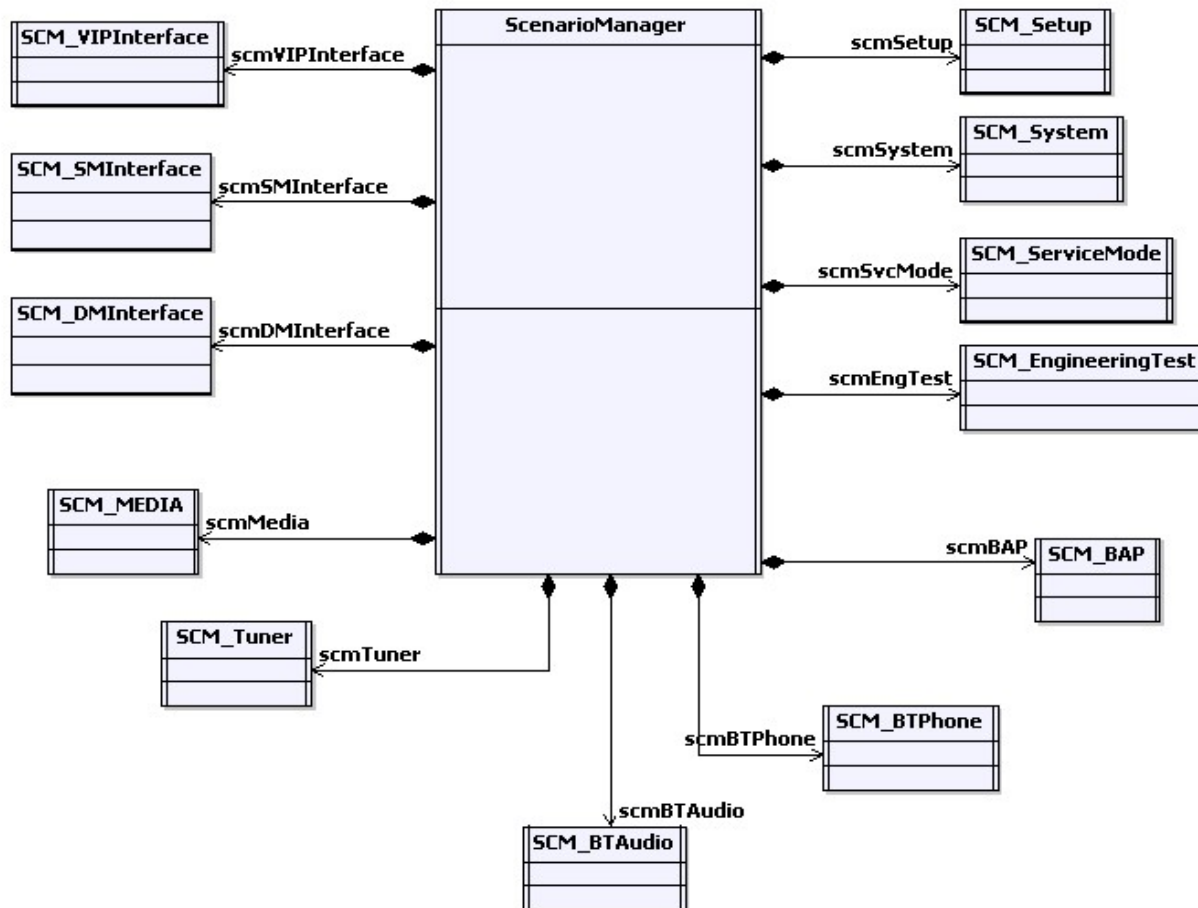 ScenarioManager
SCM_VIPInterface
scmVIPInterface
scmSetup
SCM_Setup
SCM_System
scmSystem
SCM_SMInterface
scmSMInterface
SCM_ServiceMode
scmSvcMode
SCM_DMInterface
scmDMInterface
SCM_EngineeringTest
scmEngTest
SCM_MEDIA
scmMedia
scmBAP
SCM_BAP
SCM_Tuner
scmTuner
SCM_BTPhone
scmBTPhone
scmBTAudio
SCM_BTAudio